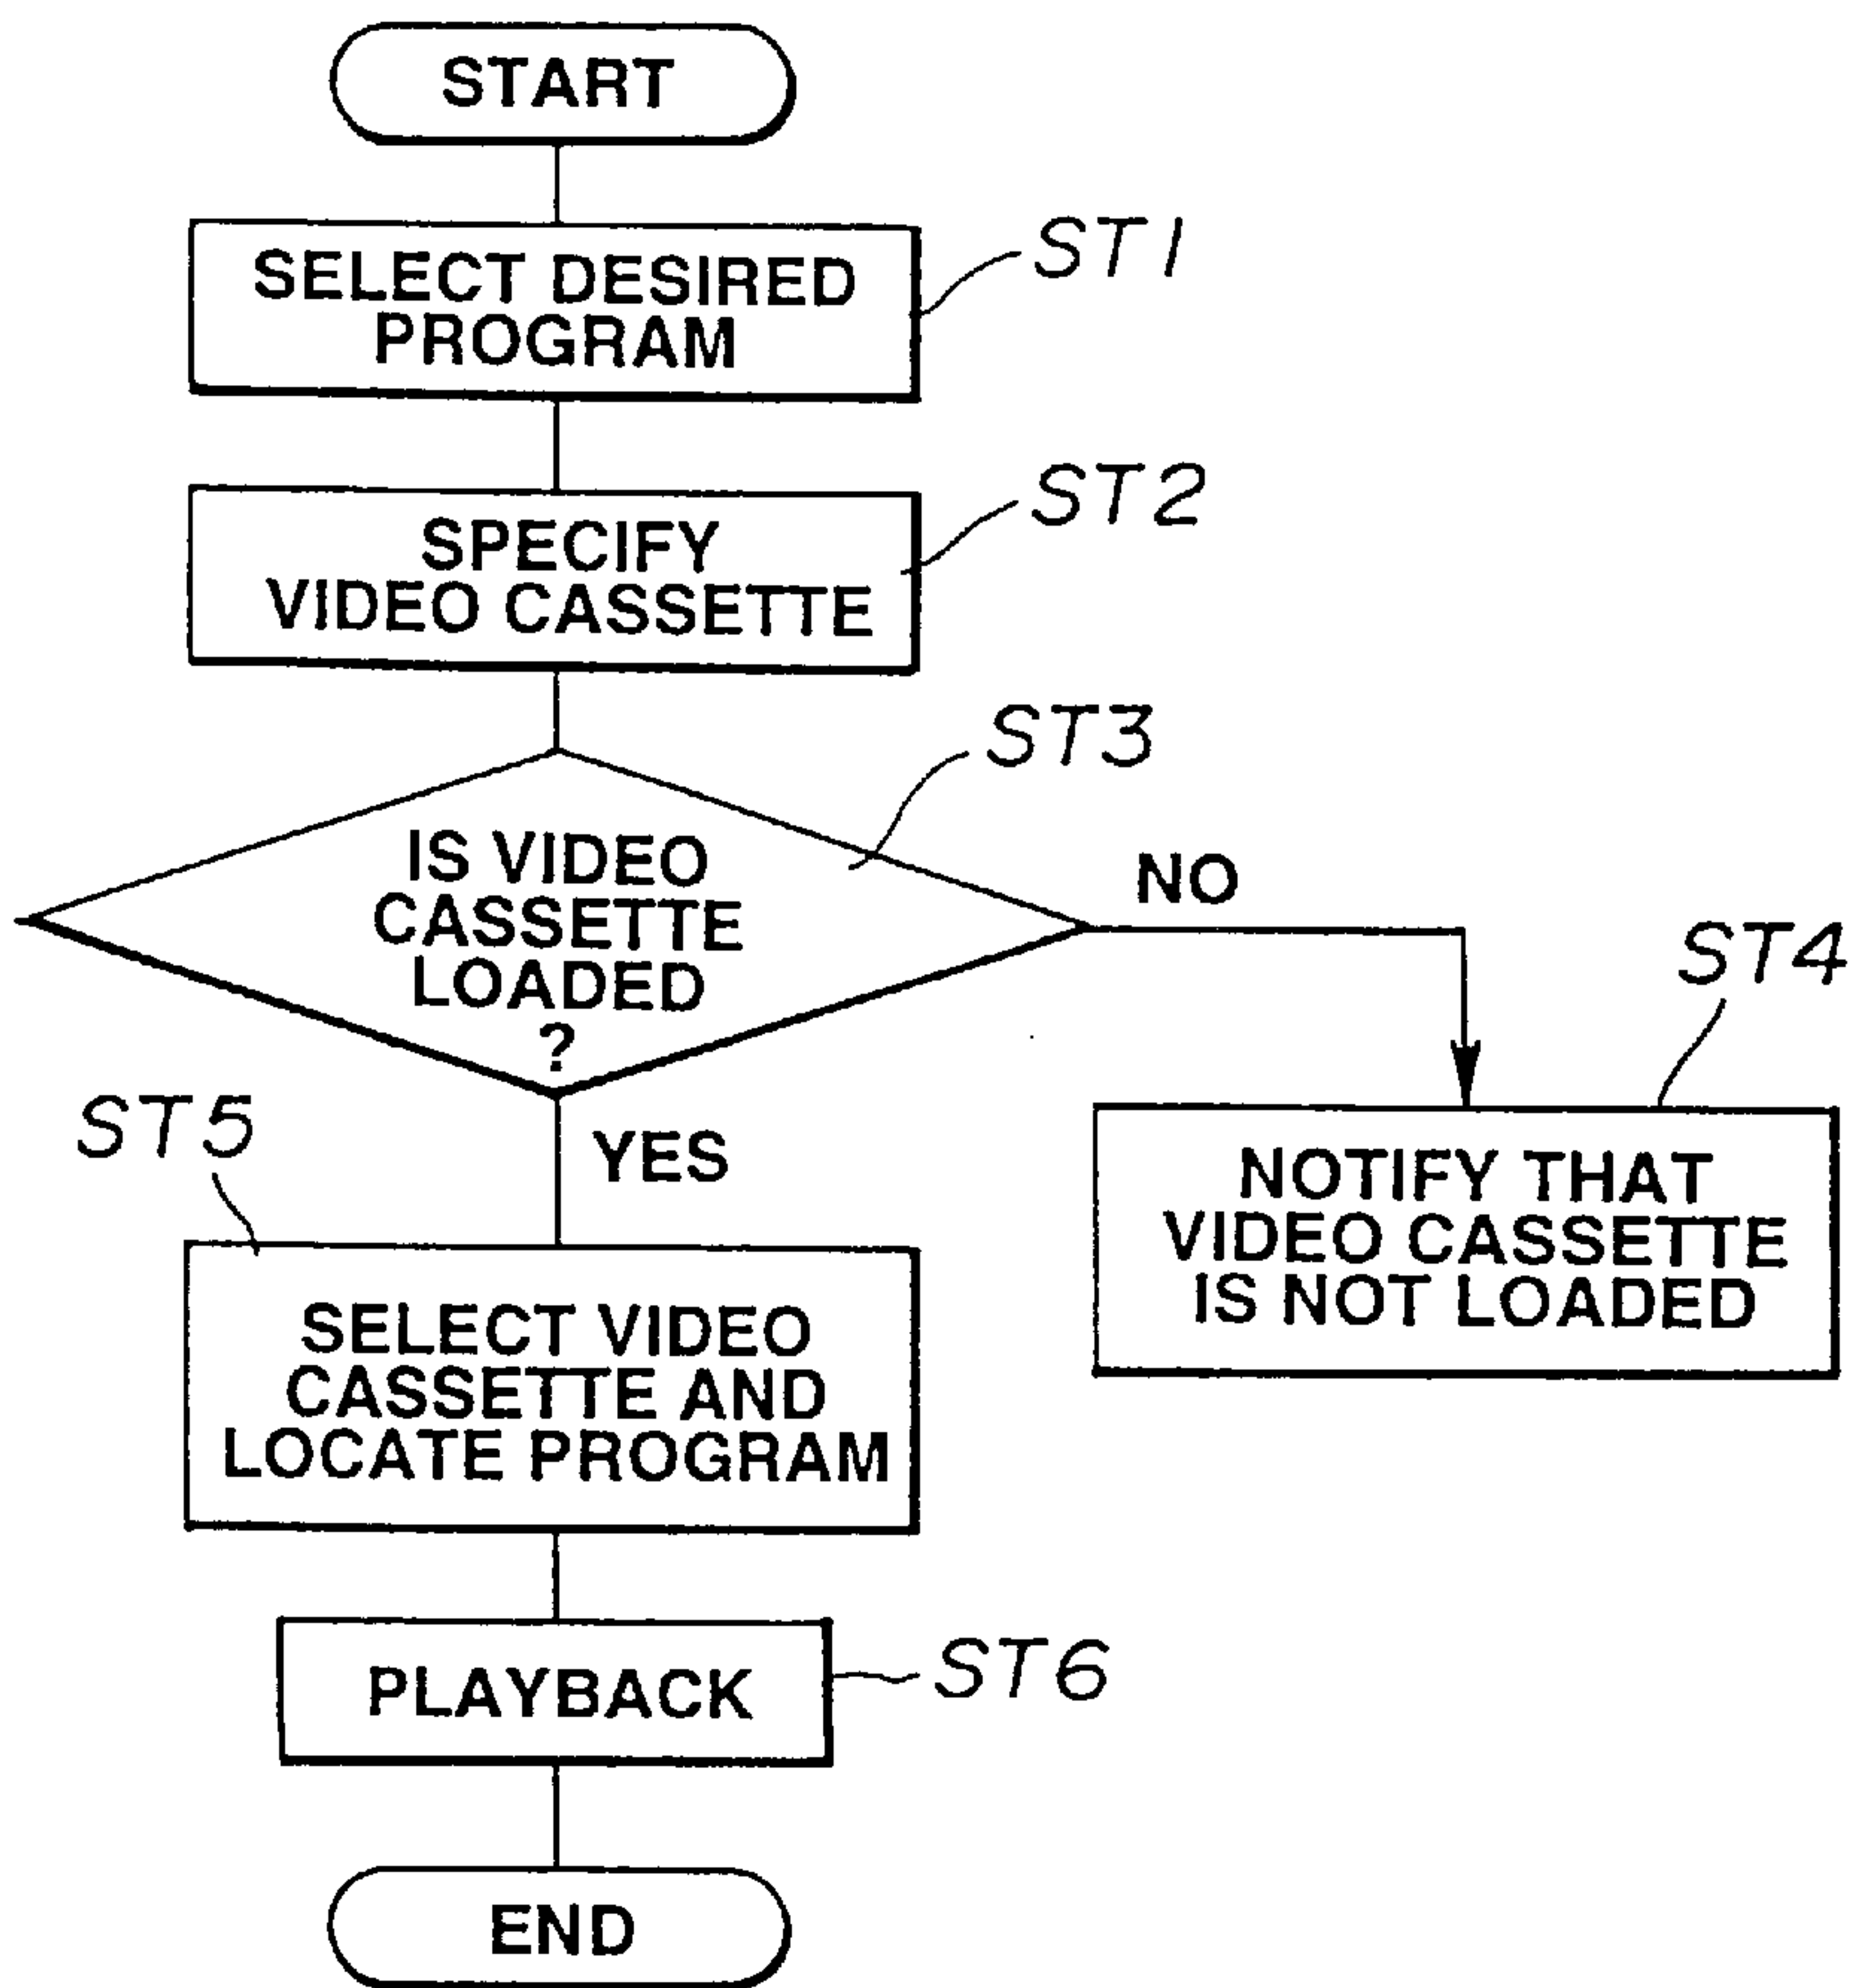 START
SELECT DESIRED
PROGRAM
ST1
SPECIFY
VIDEO CASSETTE
ST2
IS VIDEO
CASSETTE
LOADED
?
ST3
NO
ST4
NOTIFY THAT
VIDEO CASSETTE
IS NOT LOADED
YES
ST5
SELECT VIDEO
CASSETTE AND
LOCATE PROGRAM
PLAYBACK
ST6
END